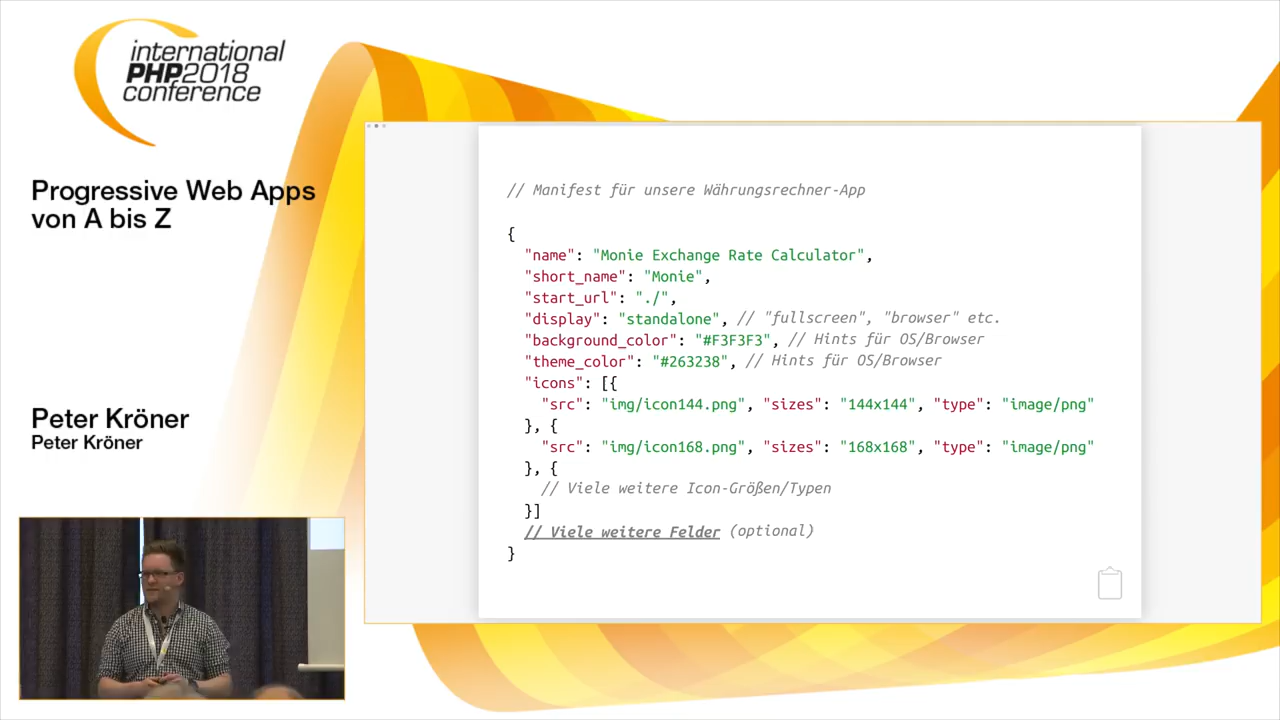 international
PHP2018
conference
Progressive Web Apps
von A bis Z
Peter Kröner
Peter Kröner
// Manifest für unsere Währungsrechner-App
{
"name": "Monie Exchange Rate Calculator",
"short_name": "Monie",
"start_url": "./",
"display": "standalone", // "fullscreen", "browser" etc.
"background_color": "#F3F3F3", // Hints für OS/Browser
"theme_color": "#263238", // Hints für OS/Browser
"icons": [{
"src": "img/icon144.png", "sizes": "144x144", "type": "image/png"
}, {
"src": "img/icon168.png", "sizes": "168x168", "type": "image/png"
}, {
// Viele weitere Icon-Größen/Typen
}]
// Viele weitere Felder (optional)
}